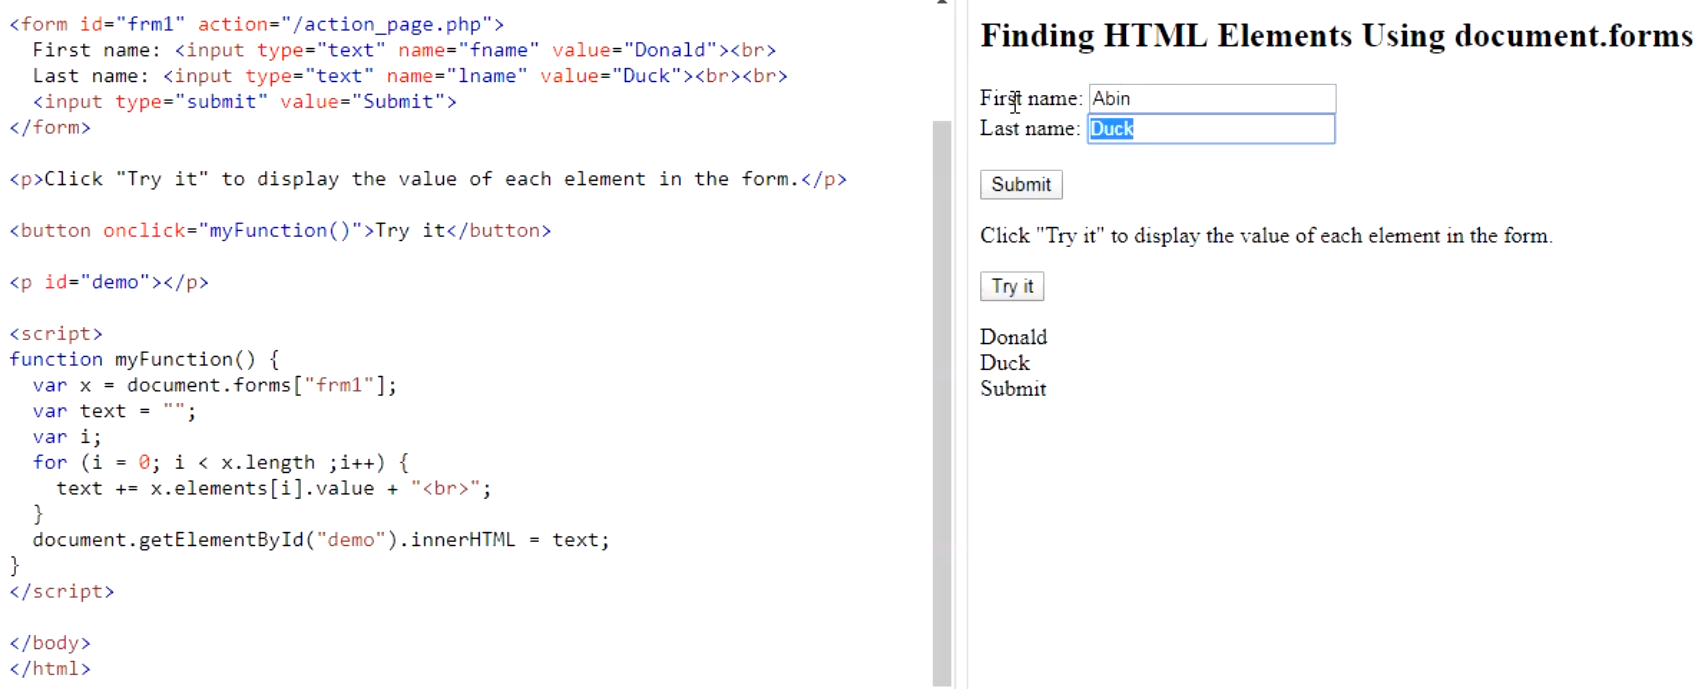 <form id="frm1" action="/action_page.php">
  First name: <input type="text" name="fname" value="Donald"><br>
  Last name: <input type="text" name="lname" value="Duck"><br><br>
  <input type="submit" value="Submit">
</form>

<p>Click "Try it" to display the value of each element in the form.</p>

<button onclick="myFunction()">Try it</button>

<p id="demo"></p>

<script>
function myFunction() {
  var x = document.forms["frm1"];
  var text = "";
  var i;
  for (i = 0; i < x.length ;i++) {
    text += x.elements[i].value + "<br>";
  }
  document.getElementById("demo").innerHTML = text;
}
</script>

</body>
</html>
Finding HTML Elements Using document.forms
First name: Abin
Last name: Duck
Submit
Click "Try it" to display the value of each element in the form.
Try it
Donald
Duck
Submit